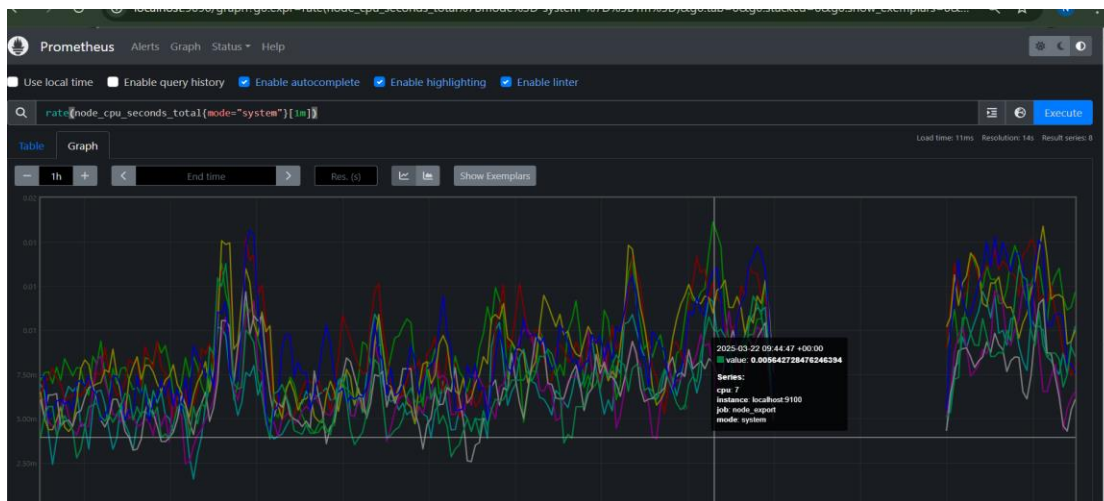 Prometheus Alerts Graph Status Help
Use local time Enable query history Enable autocomplete Enable highlighting Enable linter
rate(node_cpu_seconds_total{mode="system"}[1m]) Execute
Load time: 11ms Resolution: 14s Result series: 8
Table Graph
1h End time Res. (s) Show Exemplars
0.02
0.01
0.01
0.01
7.50m
5.00m
2.50m
2025-03-22 09:44:47 +00:00
value: 0.005642728476246394
Series:
cpu: 7
instance: localhost:9100
job: node_export
mode: system